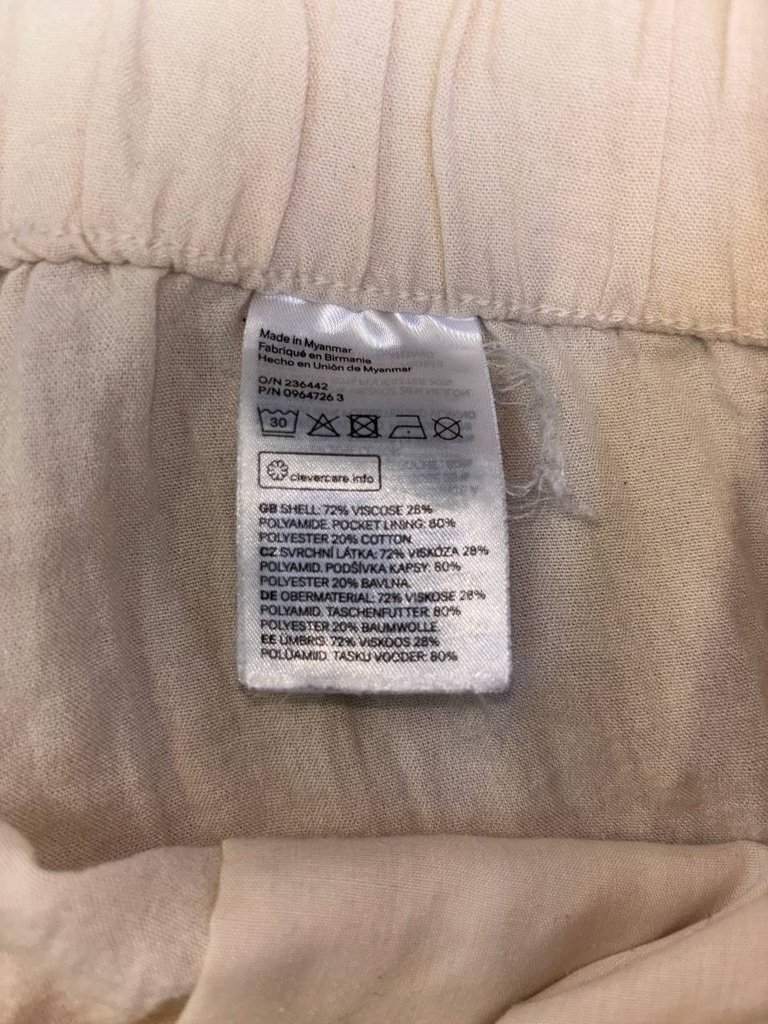 Made in Myanmar
Fabriqué en Birmanie
Hecho en Unión de Myanmar
O/N 236442
P/N 0964726 3
30
clevercare.info
GB SHELL: 72% VISCOSE 28%
POLYAMIDE. POCKET LINING: 80%
POLYESTER 20% COTTON.
CZ SVRCHNÍ LÁTKA: 72% VISKÓZA 28%
POLYAMID. PODŠÍVKA KAPSY: 80%
POLYESTER 20% BAVLNA.
DE OBERMATERIAL: 72% VISKOSE 28%
POLYAMID. TASCHENFUTTER: 80%
POLYESTER 20% BAUMWOLLE.
EE ÜMBRIS: 72% VISKOOS 28%
POLÜAMIID. TASKU VOODER: 80%